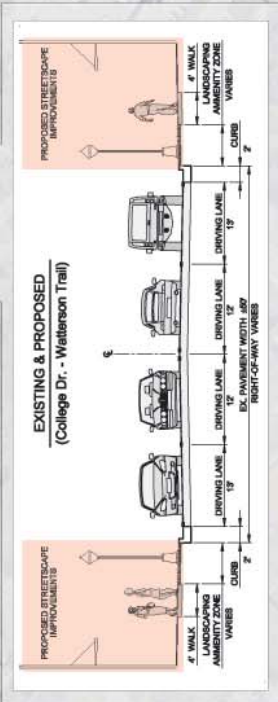 EXISTING & PROPOSED
(College Dr. - Watterson Trail)
PROPOSED STREETSCAPE
IMPROVEMENTS
PROPOSED STREETSCAPE
IMPROVEMENTS
℄
4' WALK
LANDSCAPING
AMMENITY ZONE
VARIES
CURB
2'
DRIVING LANE
13'
DRIVING LANE
12'
DRIVING LANE
12'
DRIVING LANE
13'
EX. PAVEMENT WIDTH ±50'
RIGHT-OF-WAY VARIES
CURB
2'
4' WALK
LANDSCAPING
AMMENITY ZONE
VARIES